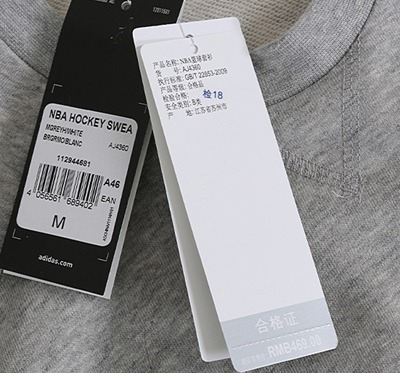 NBA HOCKEY SWEA
MGREYH/WHITE
BRGRMO/BLANC
AJ4360
112844681
A46
EAN
4 056561 689402
M
adidas.com
产品名称: NBA篮球套衫
货 号: AJ4360
执行标准: GB/T 22853-2009
产品等级: 合格品
检验合格: 检18
安全类别: B类
产 地: 江苏省苏州市
合格证
RMB469.00